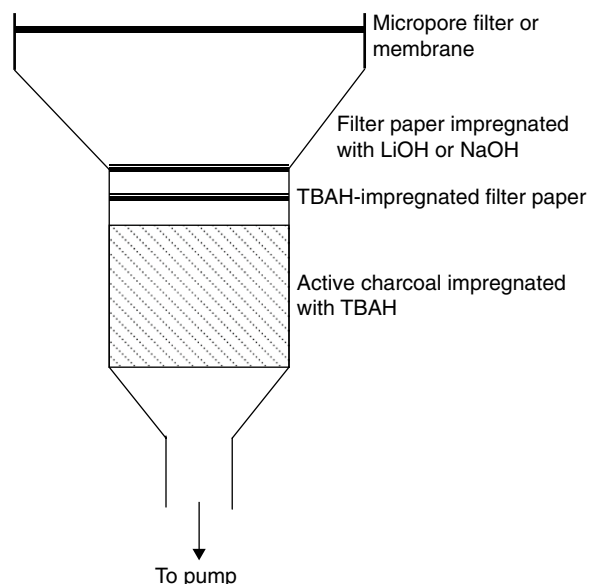 Micropore filter or
membrane
Filter paper impregnated
with LiOH or NaOH
TBAH-impregnated filter paper
Active charcoal impregnated
with TBAH
To pump